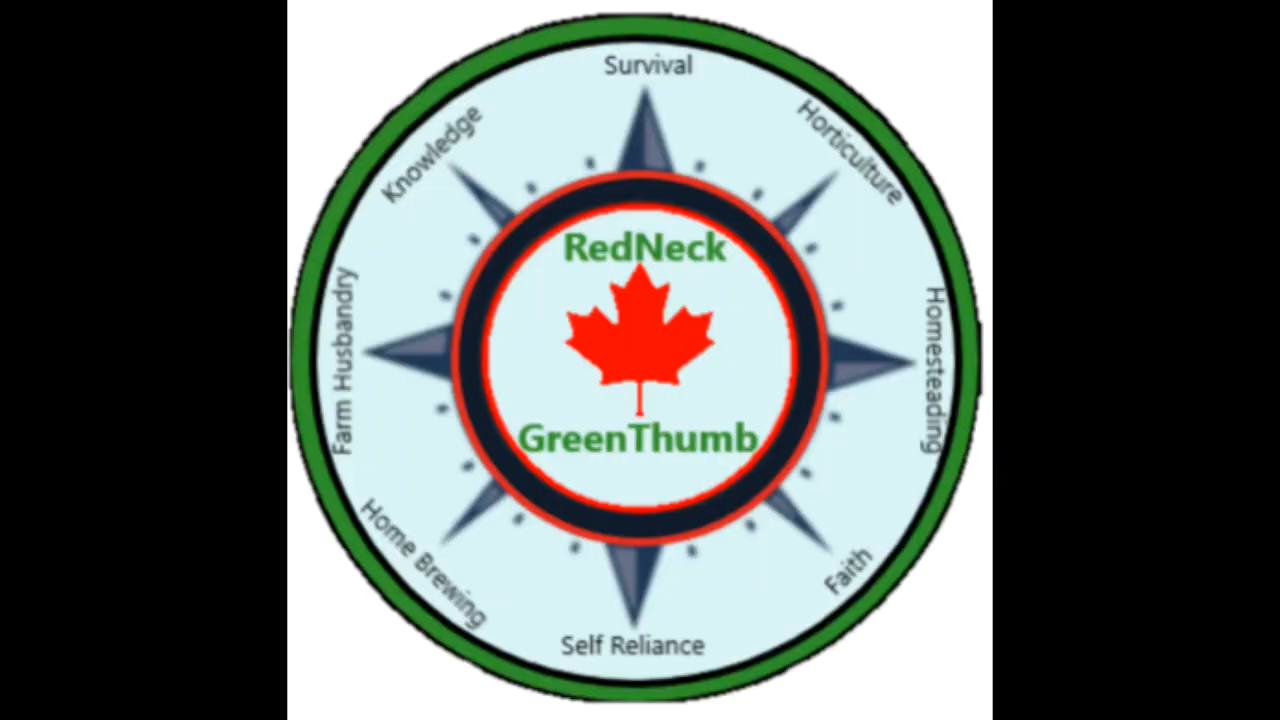 Survival
Horticulture
Homesteading
Faith
Self Reliance
Home Brewing
Farm Husbandry
Knowledge
RedNeck
GreenThumb